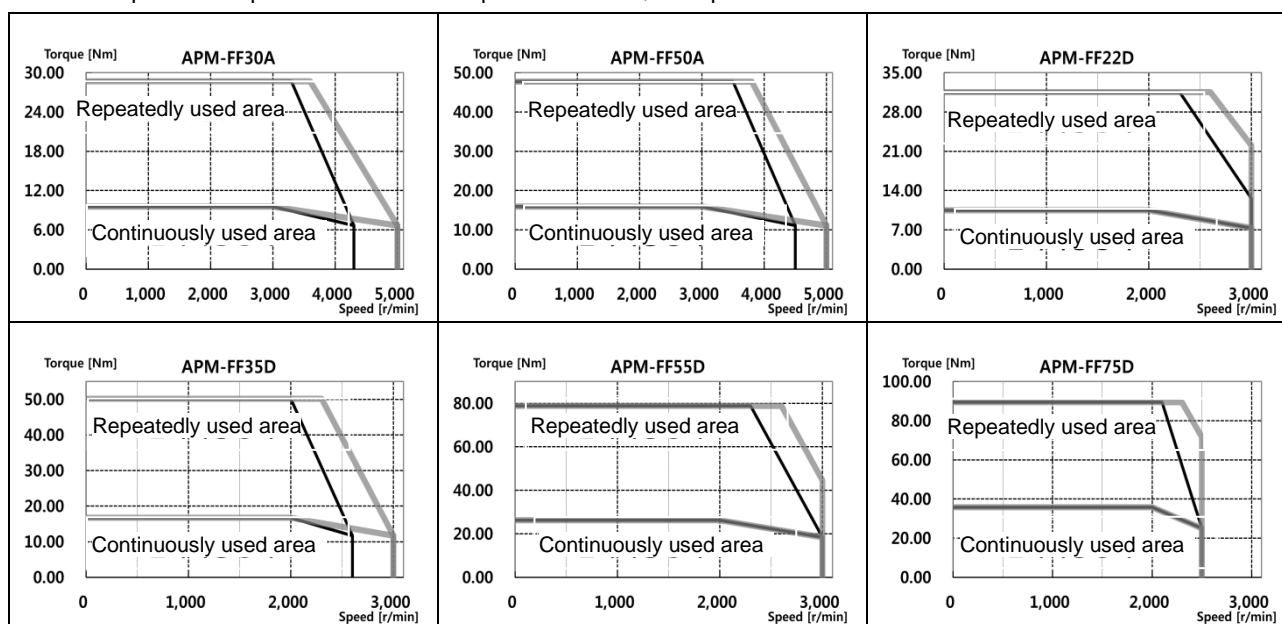 Torque [Nm] APM-FF30A
30.00
24.00
Repeatedly used area
18.00
12.00
6.00
Continuously used area
0.00
0 1,000 2,000 3,000 4,000 5,000
Speed [r/min]
Torque [Nm] APM-FF50A
50.00
40.00
Repeatedly used area
30.00
20.00
10.00
Continuously used area
0.00
0 1,000 2,000 3,000 4,000 5,000
Speed [r/min]
Torque [Nm] APM-FF22D
35.00
28.00
Repeatedly used area
21.00
14.00
7.00
Continuously used area
0.00
0 1,000 2,000 3,000
Speed [r/min]
Torque [Nm] APM-FF35D
50.00
Repeatedly used area
40.00
30.00
20.00
10.00
Continuously used area
0.00
0 1,000 2,000 3,000
Speed [r/min]
Torque [Nm] APM-FF55D
80.00
Repeatedly used area
60.00
40.00
20.00
Continuously used area
0.00
0 1,000 2,000 3,000
Speed [r/min]
Torque [Nm] APM-FF75D
100.00
80.00
Repeatedly used area
60.00
40.00
20.00
Continuously used area
0.00
0 1,000 2,000 3,000
Speed [r/min]